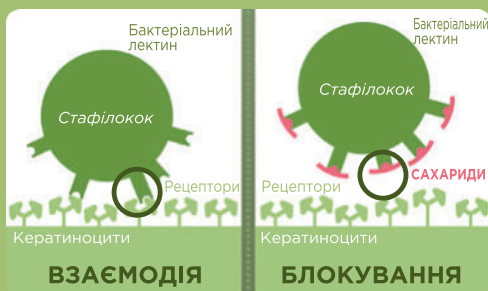 Бактеріальний
лектин
Стафілокок
Рецептори
Кератиноцити
ВЗАЄМОДІЯ
Бактеріальний
лектин
Стафілокок
САХАРИДИ
Рецептори
Кератиноцити
БЛОКУВАННЯ